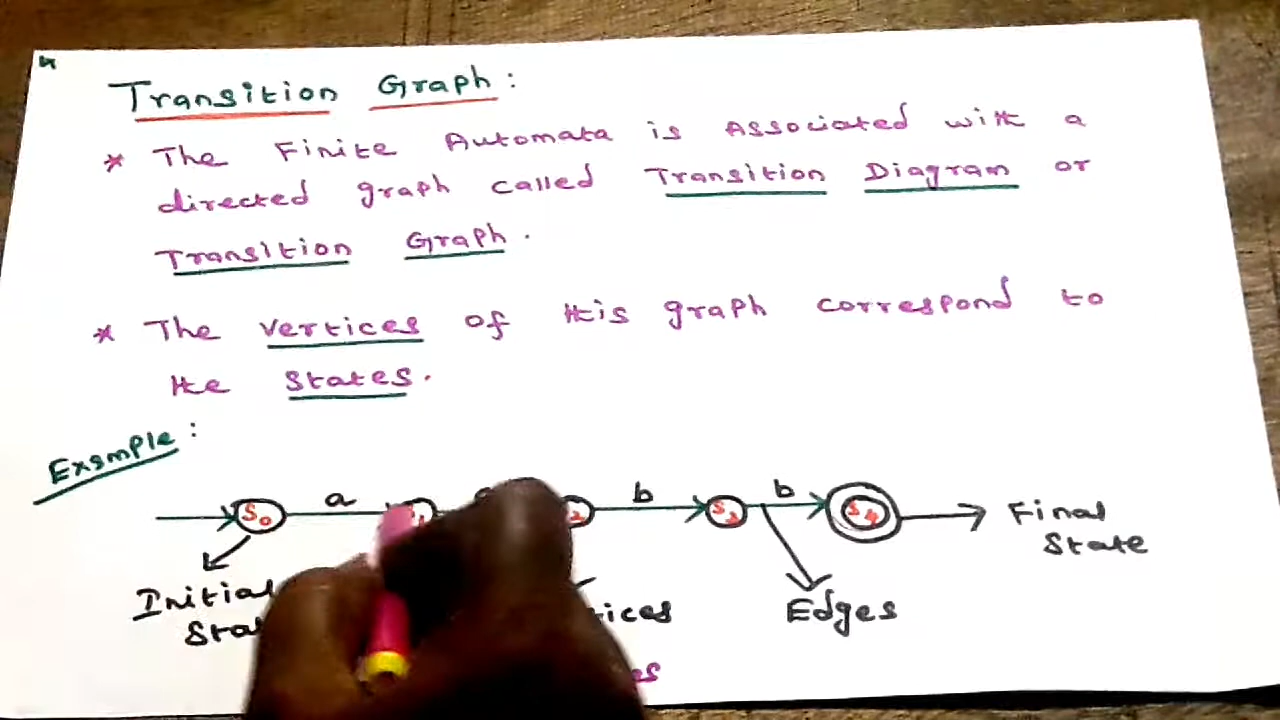 Transition Graph:
* The Finite Automata is Associated with a
directed graph called Transition Diagram or
Transition Graph.
* The vertices of this graph correspond to
the States.
Example:
a b b
S0 S3 S4 Final
State
Initial Edges